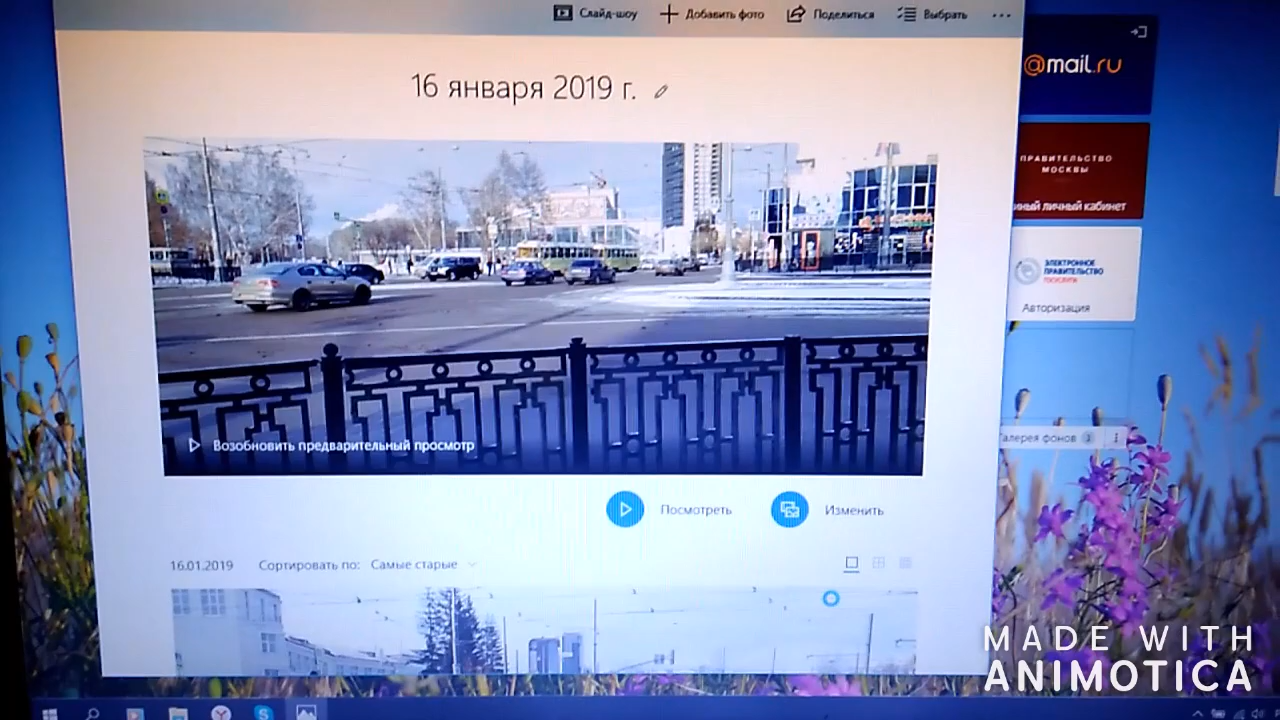 Слайд-шоу
Добавить фото
Поделиться
Выбрать
@mail.ru
16 января 2019 г.
ПРАВИТЕЛЬСТВО
МОСКВЫ
личный кабинет
ЭЛЕКТРОННОЕ
ПРАВИТЕЛЬСТВО
ГОСУСЛУГИ
Авторизация
Возобновить предварительный просмотр
Галерея фонов
Посмотреть
Изменить
16.01.2019
Сортировать по: Самые старые
MADE WITH
ANIMOTICA